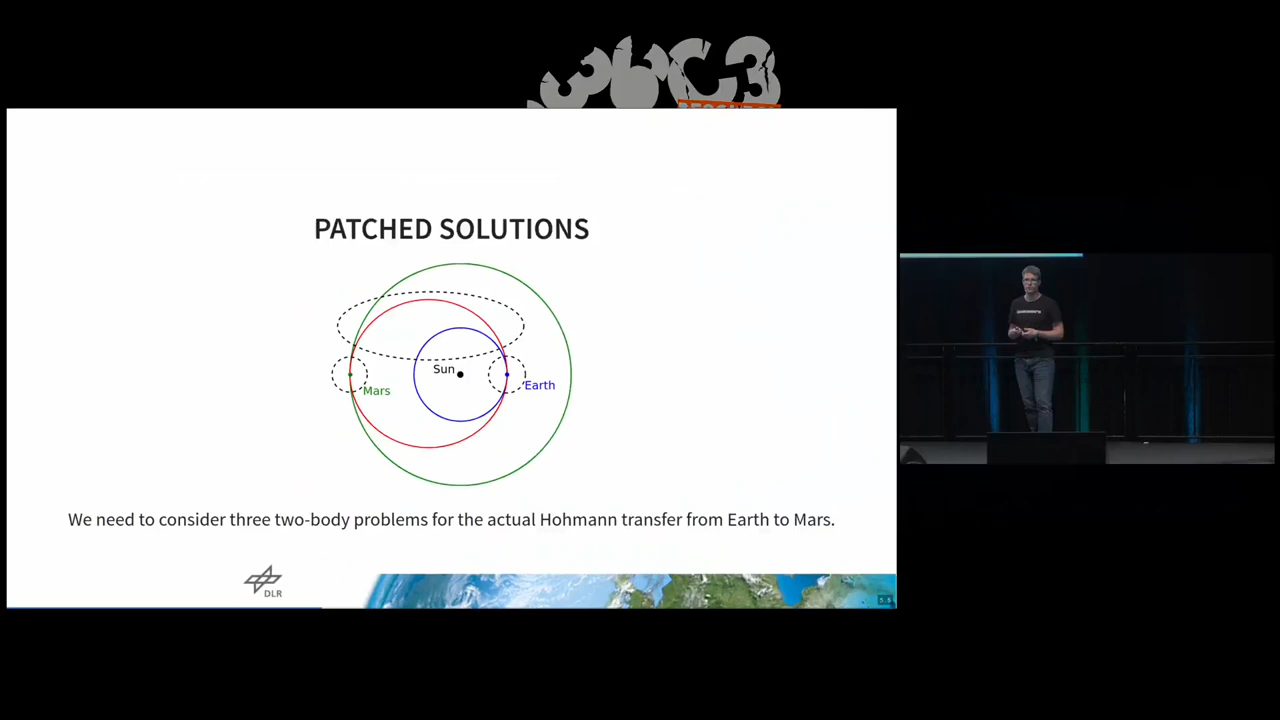 36C3
PATCHED SOLUTIONS
Sun
Mars
Earth
We need to consider three two-body problems for the actual Hohmann transfer from Earth to Mars.
DLR